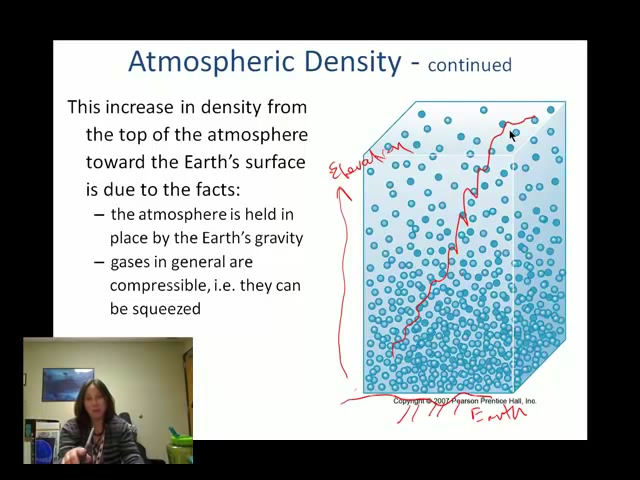 Atmospheric Density - continued
This increase in density from
the top of the atmosphere
toward the Earth's surface
is due to the facts:
– the atmosphere is held in
place by the Earth's gravity
– gases in general are
compressible, i.e. they can
be squeezed
Elevation
Copyright © 2007 Pearson Prentice Hall, Inc.
Earth